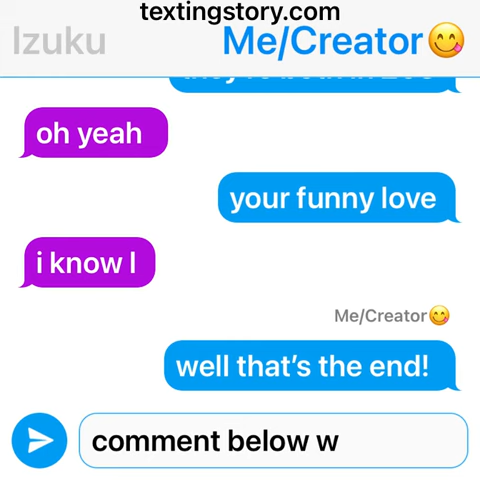 textingstory.com
Izuku Me/Creator😋
oh yeah
your funny love
i know l
Me/Creator😋
well that's the end!
comment below w